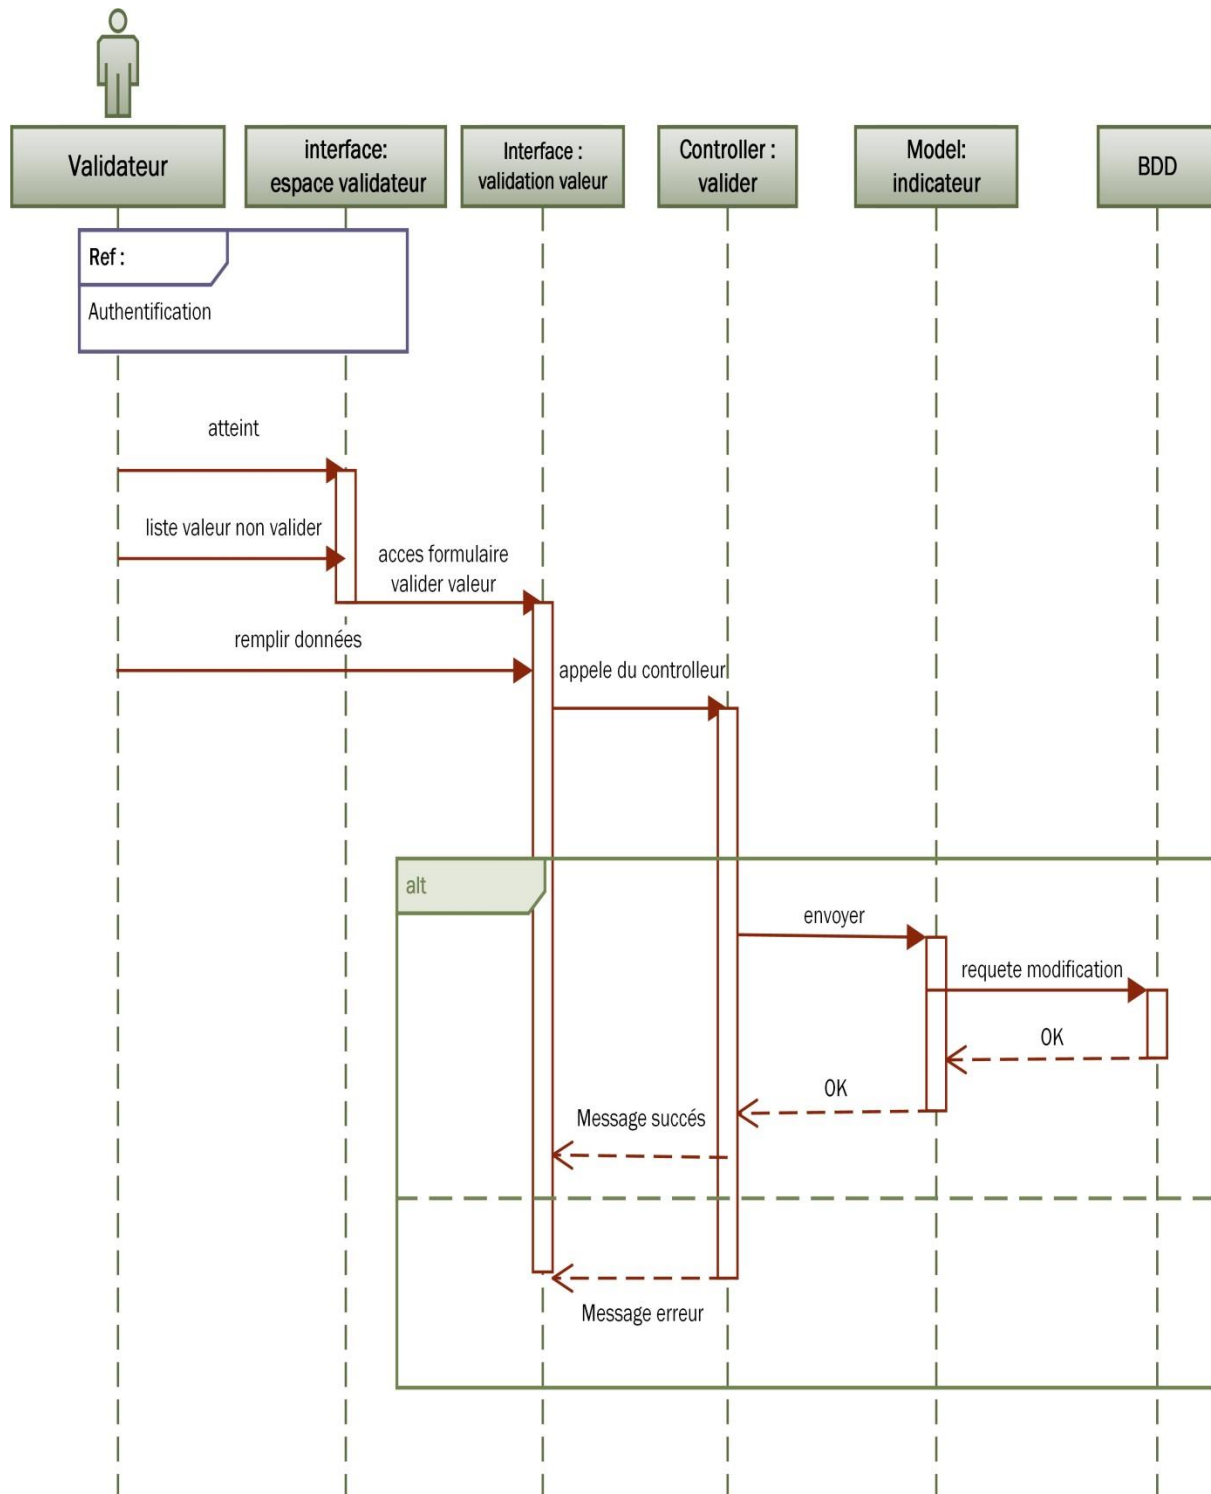 Validateur
interface:
espace validateur
Interface :
validation valeur
Controller :
valider
Model:
indicateur
BDD
Ref :
Authentification
atteint
liste valeur non valider
acces formulaire
valider valeur
remplir données
appele du controlleur
alt
envoyer
requete modification
OK
OK
Message succés
Message erreur